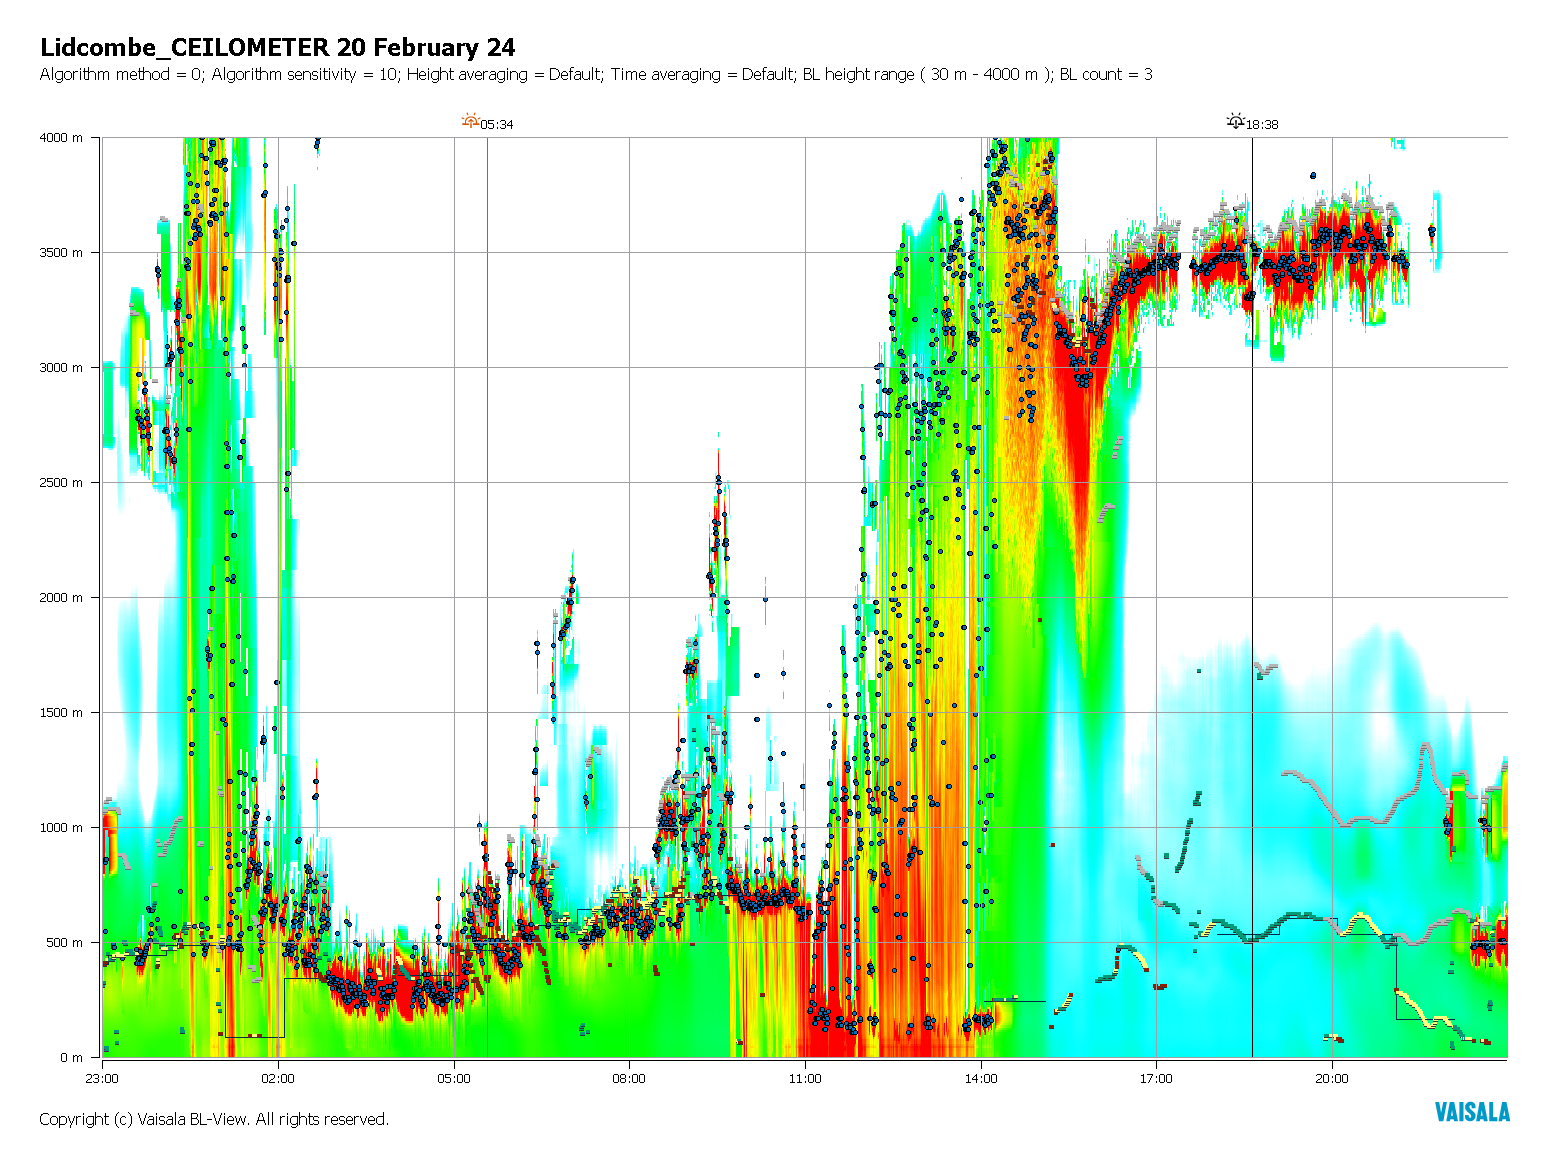 Lidcombe_CEILOMETER 20 February 24
Algorithm method = 0; Algorithm sensitivity = 10; Height averaging = Default; Time averaging = Default; BL height range ( 30 m - 4000 m ); BL count = 3
05:34
18:38
4000 m
3500 m
3000 m
2500 m
2000 m
1500 m
1000 m
500 m
0 m
23:00
02:00
05:00
08:00
11:00
14:00
17:00
20:00
Copyright (c) Vaisala BL-View. All rights reserved.
VAISALA